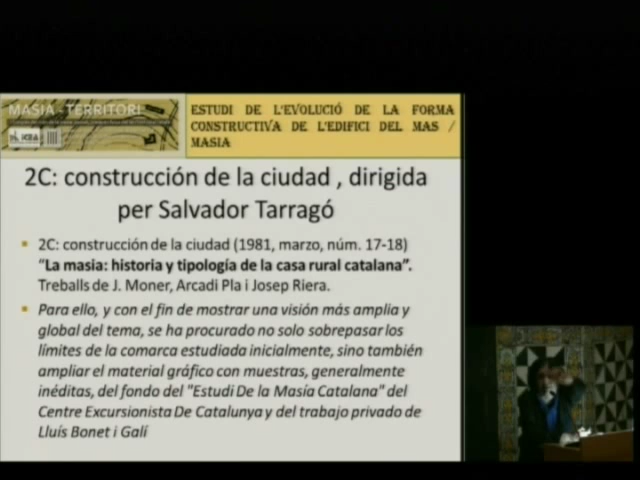 MASIA - TERRITORI
ICEA
ESTUDI DE L'EVOLUCIÓ DE LA FORMA
CONSTRUCTIVA DE L'EDIFICI DEL MAS /
MASIA
2C: construcción de la ciudad , dirigida
per Salvador Tarragó
2C: construcción de la ciudad (1981, marzo, núm. 17-18)
“La masia: historia y tipología de la casa rural catalana”.
Treballs de J. Moner, Arcadi Pla i Josep Riera.
Para ello, y con el fin de mostrar una visión más amplia y
global del tema, se ha procurado no solo sobrepasar los
límites de la comarca estudiada inicialmente, sino también
ampliar el material gráfico con muestras, generalmente
inéditas, del fondo del "Estudi De la Masía Catalana" del
Centre Excursionista De Catalunya y del trabajo privado de
Lluís Bonet i Galí